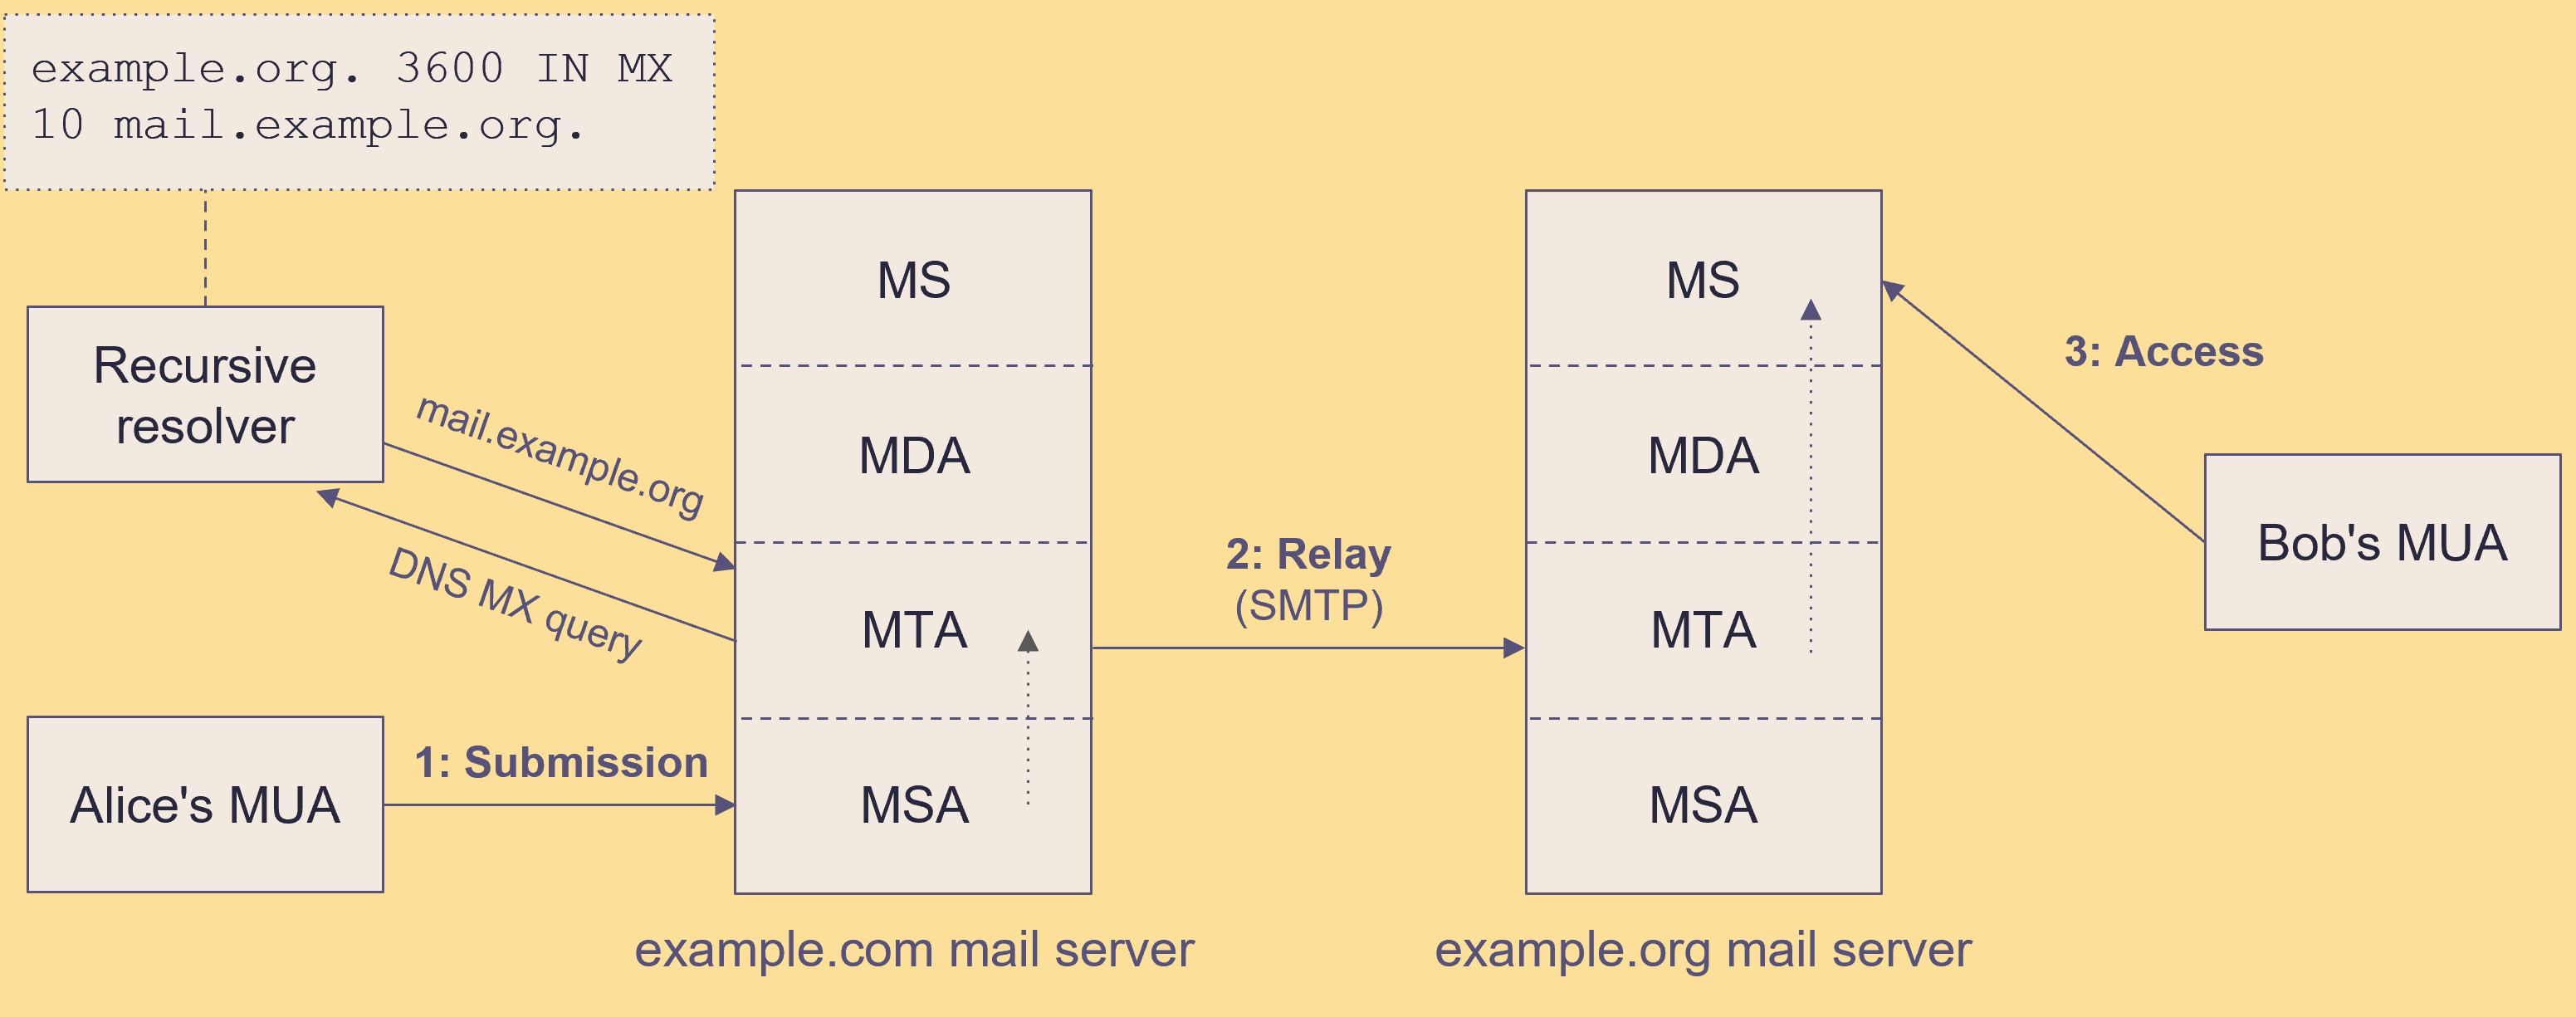 example.org. 3600 IN MX
10 mail.example.org.
Recursive
resolver
mail.example.org
DNS MX query
Alice's MUA
1: Submission
MS
MDA
MTA
MSA
example.com mail server
2: Relay
(SMTP)
MS
MDA
MTA
MSA
example.org mail server
3: Access
Bob's MUA